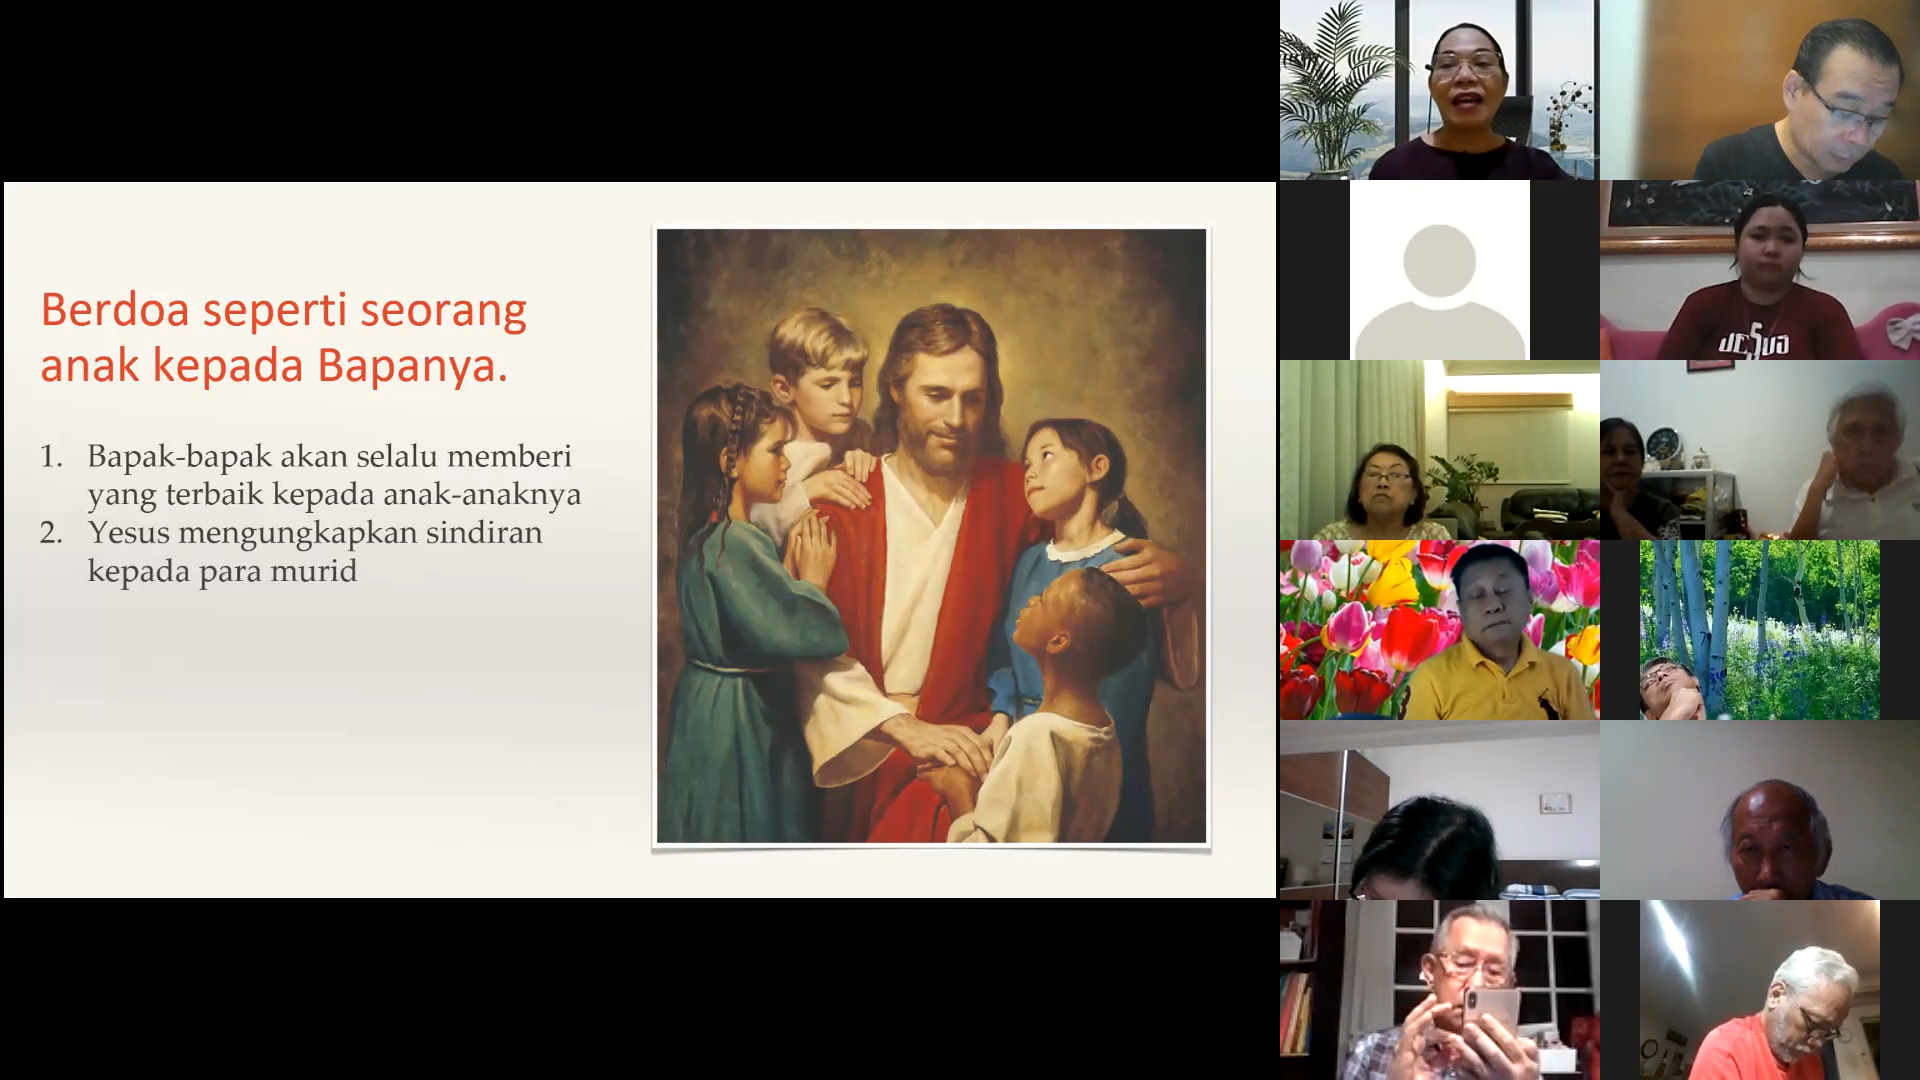 Berdoa seperti seorang
anak kepada Bapanya.
1. Bapak-bapak akan selalu memberi
yang terbaik kepada anak-anaknya
2. Yesus mengungkapkan sindiran
kepada para murid